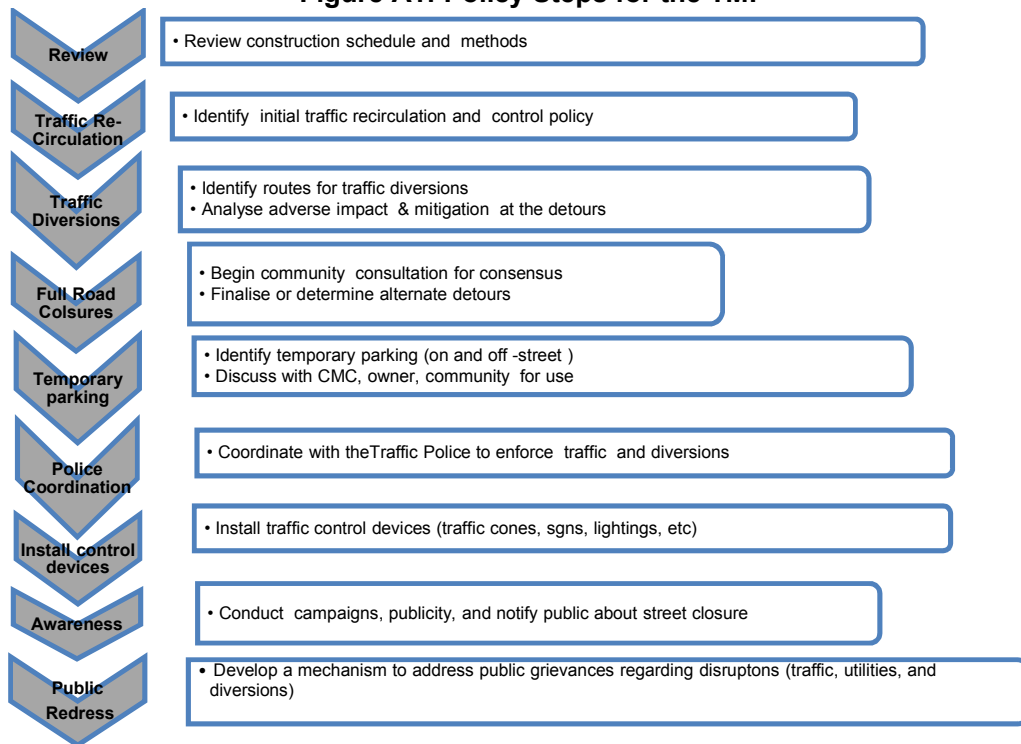 Figure A1: Policy Steps for the TMP
Review
• Review construction schedule and methods
Traffic Re-
Circulation
• Identify initial traffic recirculation and control policy
Traffic
Diversions
• Identify routes for traffic diversions
• Analyse adverse impact & mitigation at the detours
Full Road
Colsures
• Begin community consultation for consensus
• Finalise or determine alternate detours
Temporary
parking
• Identify temporary parking (on and off -street )
• Discuss with CMC, owner, community for use
Police
Coordination
• Coordinate with theTraffic Police to enforce traffic and diversions
Install control
devices
• Install traffic control devices (traffic cones, sgns, lightings, etc)
Awareness
• Conduct campaigns, publicity, and notify public about street closure
Public
Redress
• Develop a mechanism to address public grievances regarding disruptons (traffic, utilities, and
diversions)